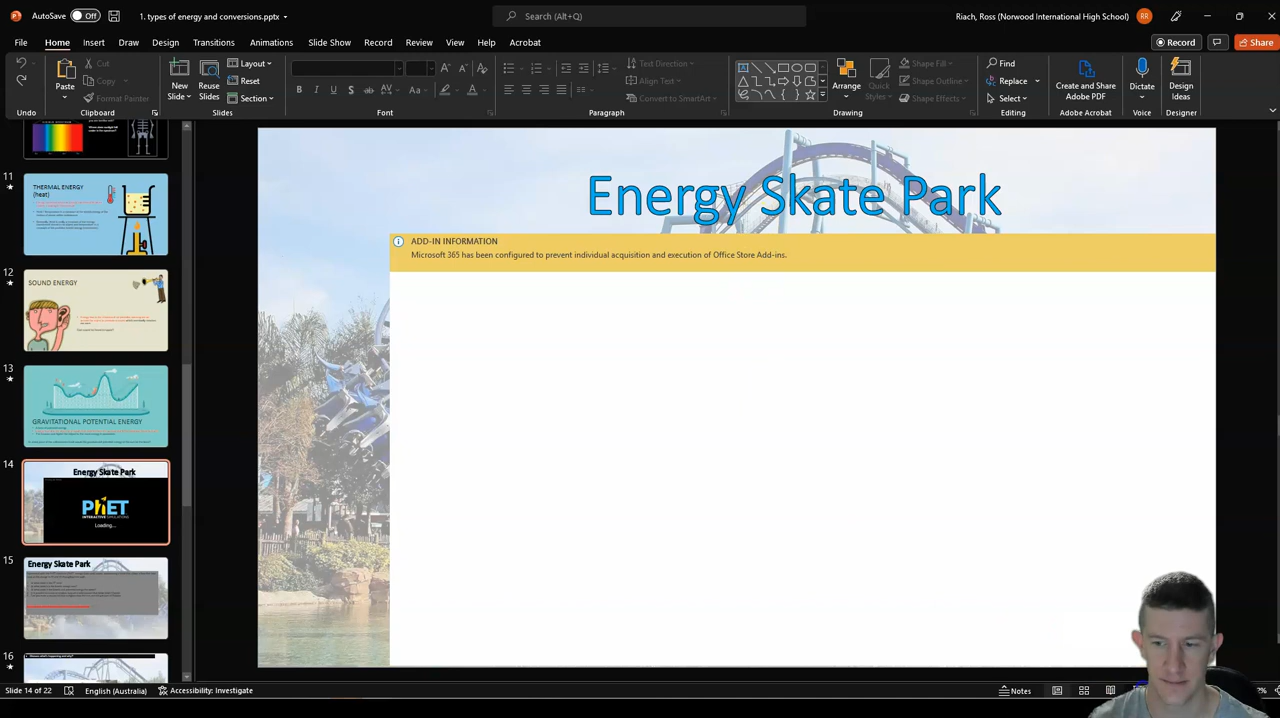 AutoSave Off
1. types of energy and conversions.pptx
Search (Alt+Q)
Riach, Ross (Norwood International High School) RR
File Home Insert Draw Design Transitions Animations Slide Show Record Review View Help Acrobat
Record Share
Paste Cut Copy Format Painter
New Slide Reuse Slides Layout Reset Section
B I U S ab AV Aa A
Text Direction Align Text Convert to SmartArt
Arrange Quick Styles Shape Fill Shape Outline Shape Effects
Find Replace Select
Create and Share Adobe PDF
Dictate
Design Ideas
Undo Clipboard Slides Font Paragraph Drawing Editing Adobe Acrobat Voice Designer
11
THERMAL ENERGY
(heat)
12
SOUND ENERGY
13
GRAVITATIONAL POTENTIAL ENERGY
14
Energy Skate Park
PhET
INTERACTIVE SIMULATIONS
Loading...
15
Energy Skate Park
16
Energy Skate Park
ADD-IN INFORMATION
Microsoft 365 has been configured to prevent individual acquisition and execution of Office Store Add-ins.
Slide 14 of 22 English (Australia) Accessibility: Investigate Notes